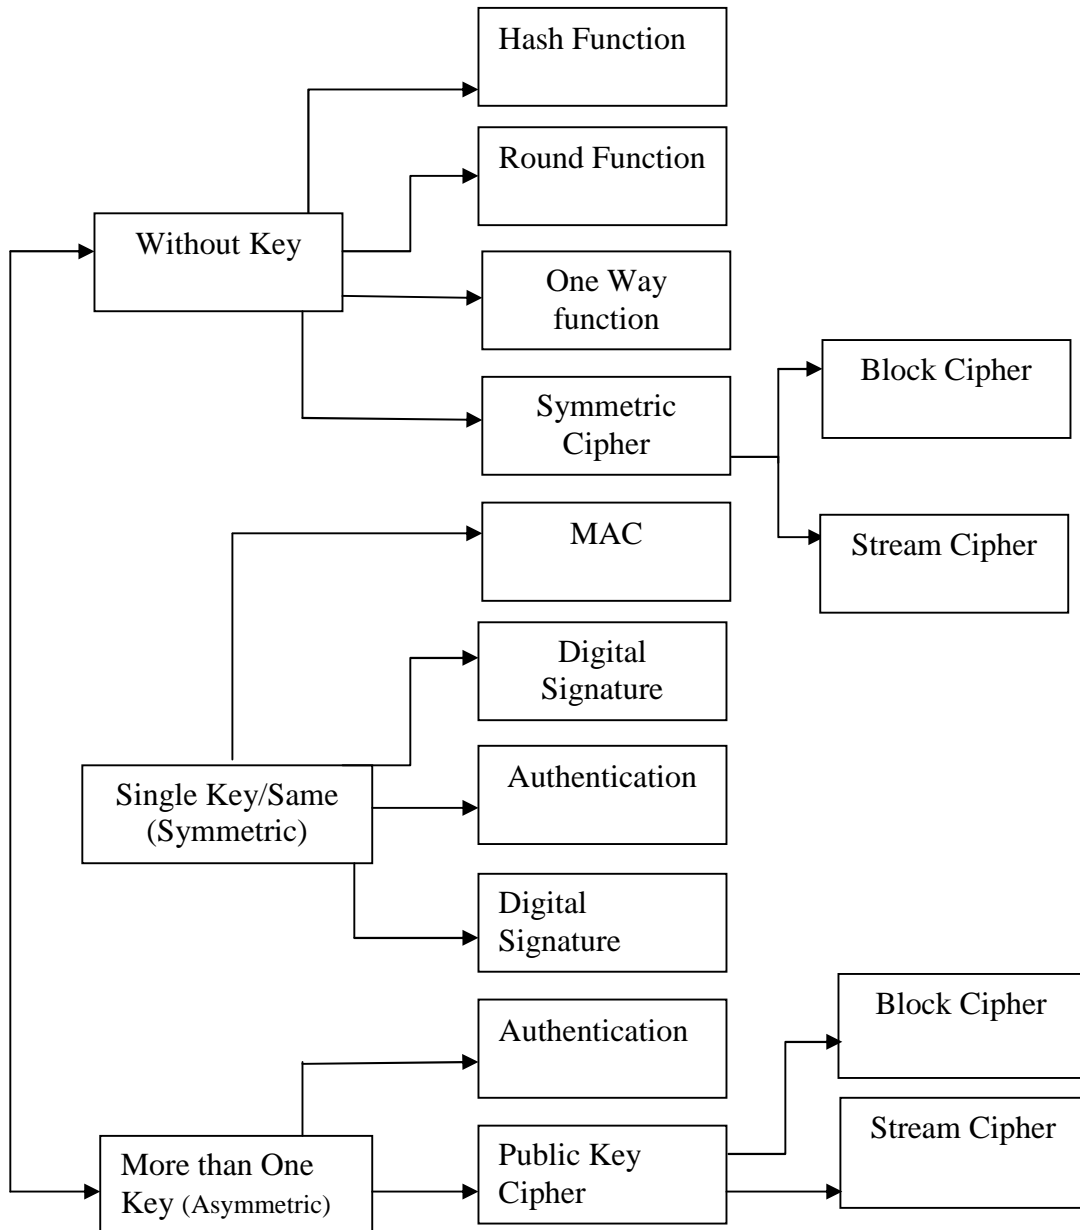 Hash Function
Round Function
Without Key
One Way
function
Block Cipher
Symmetric
Cipher
MAC
Stream Cipher
Digital
Signature
Single Key/Same
(Symmetric)
Authentication
Digital
Signature
Block Cipher
Authentication
Stream Cipher
More than One
Key (Asymmetric)
Public Key
Cipher